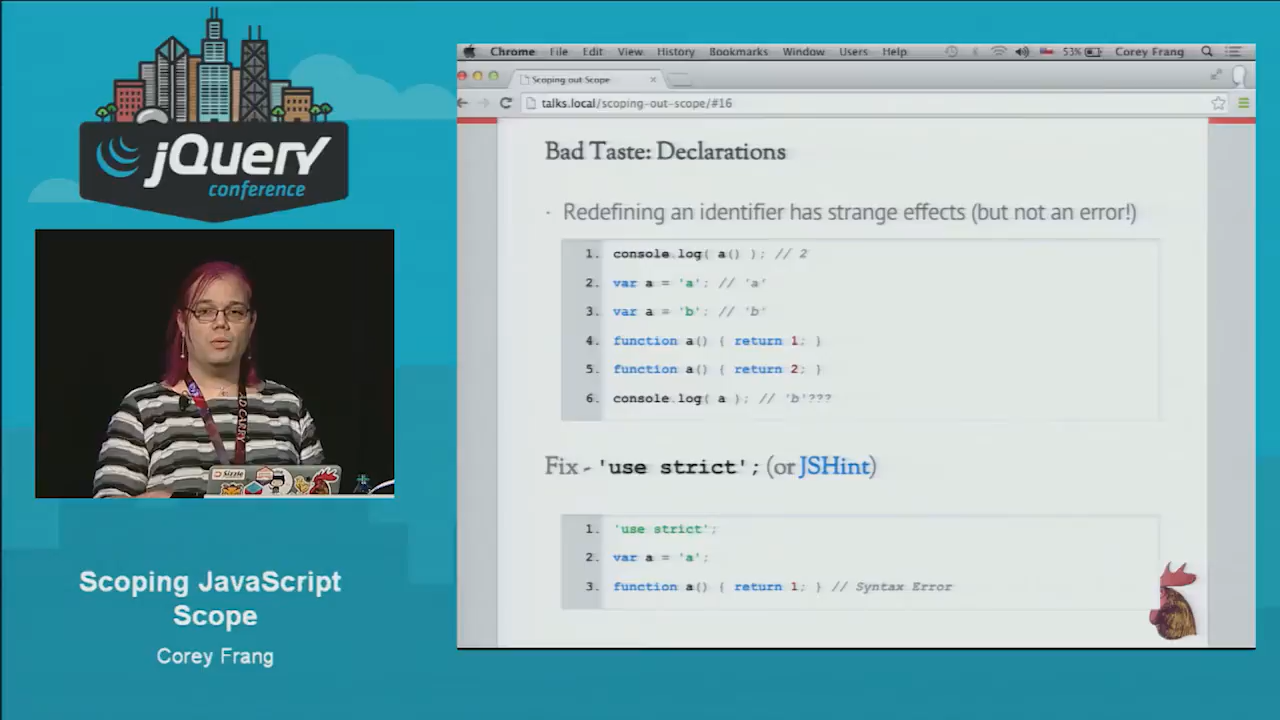 jQuery
conference
Scoping JavaScript
Scope
Corey Frang
Chrome File Edit View History Bookmarks Window Users Help 53% Corey Frang
Scoping out Scope
talks.local/scoping-out-scope/#16
Bad Taste: Declarations
· Redefining an identifier has strange effects (but not an error!)
1. console.log( a() ); // 2
2. var a = 'a'; // 'a'
3. var a = 'b'; // 'b'
4. function a() { return 1; }
5. function a() { return 2; }
6. console.log( a ); // 'b'???
Fix - 'use strict'; (or JSHint)
1. 'use strict';
2. var a = 'a';
3. function a() { return 1; } // Syntax Error
Sizzle